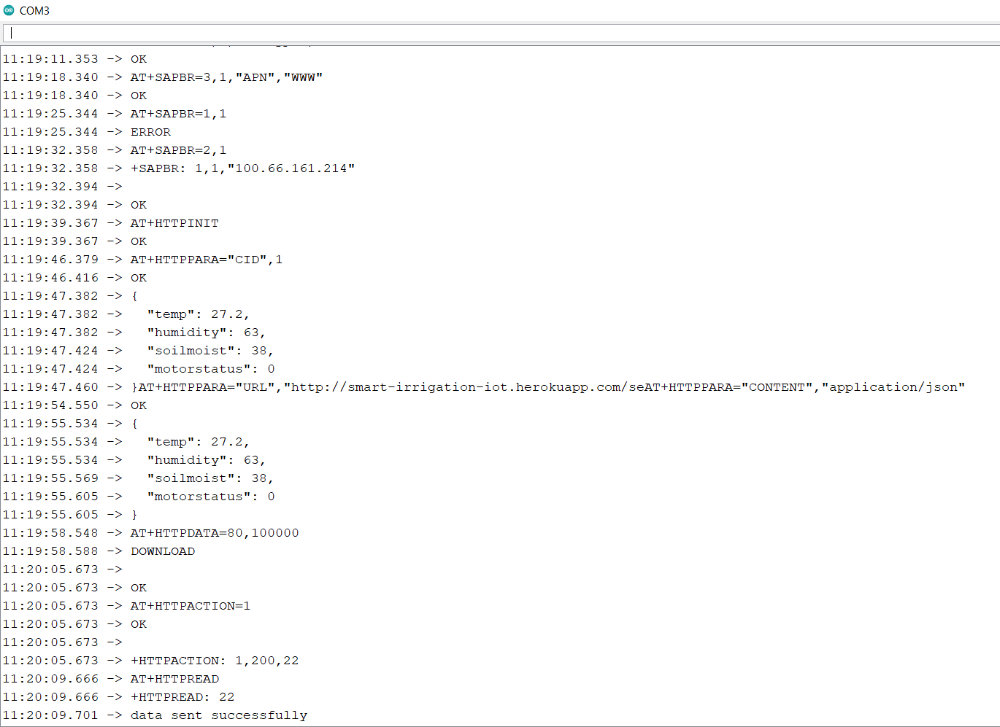 COM3
11:19:11.353 -> OK
11:19:18.340 -> AT+SAPBR=3,1,"APN","WWW"
11:19:18.340 -> OK
11:19:25.344 -> AT+SAPBR=1,1
11:19:25.344 -> ERROR
11:19:32.358 -> AT+SAPBR=2,1
11:19:32.358 -> +SAPBR: 1,1,"100.66.161.214"
11:19:32.394 ->
11:19:32.394 -> OK
11:19:39.367 -> AT+HTTPINIT
11:19:39.367 -> OK
11:19:46.379 -> AT+HTTPPARA="CID",1
11:19:46.416 -> OK
11:19:47.382 -> {
11:19:47.382 ->   "temp": 27.2,
11:19:47.382 ->   "humidity": 63,
11:19:47.424 ->   "soilmoist": 38,
11:19:47.424 ->   "motorstatus": 0
11:19:47.460 -> }AT+HTTPPARA="URL","http://smart-irrigation-iot.herokuapp.com/seAT+HTTPPARA="CONTENT","application/json"
11:19:54.550 -> OK
11:19:55.534 -> {
11:19:55.534 ->   "temp": 27.2,
11:19:55.534 ->   "humidity": 63,
11:19:55.569 ->   "soilmoist": 38,
11:19:55.605 ->   "motorstatus": 0
11:19:55.605 -> }
11:19:58.548 -> AT+HTTPDATA=80,100000
11:19:58.588 -> DOWNLOAD
11:20:05.673 ->
11:20:05.673 -> OK
11:20:05.673 -> AT+HTTPACTION=1
11:20:05.673 -> OK
11:20:05.673 ->
11:20:05.673 -> +HTTPACTION: 1,200,22
11:20:09.666 -> AT+HTTPREAD
11:20:09.666 -> +HTTPREAD: 22
11:20:09.701 -> data sent successfully